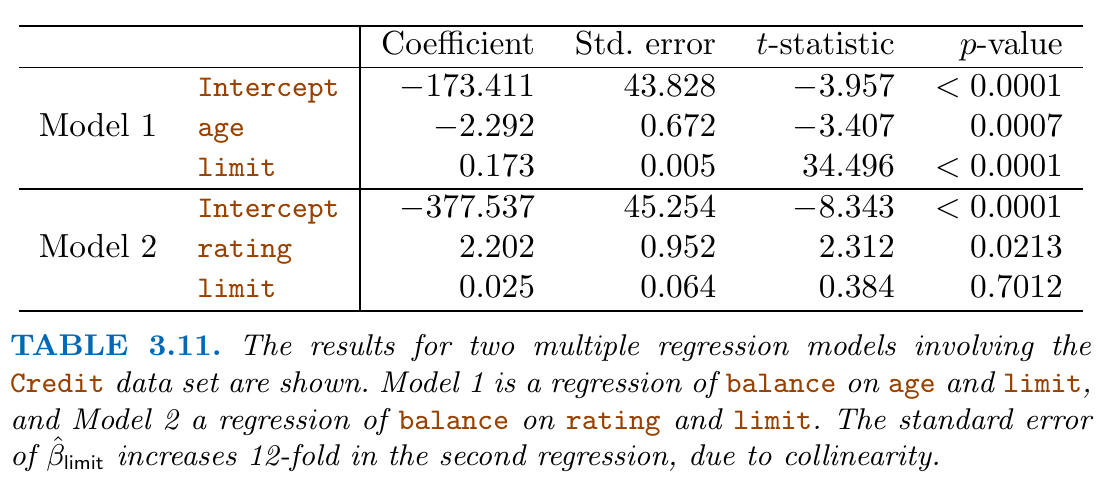 Coefficient Std. error t-statistic p-value
Intercept −173.411 43.828 −3.957 < 0.0001
Model 1 age −2.292 0.672 −3.407 0.0007
limit 0.173 0.005 34.496 < 0.0001
Intercept −377.537 45.254 −8.343 < 0.0001
Model 2 rating 2.202 0.952 2.312 0.0213
limit 0.025 0.064 0.384 0.7012
TABLE 3.11. The results for two multiple regression models involving the
Credit data set are shown. Model 1 is a regression of balance on age and limit,
and Model 2 a regression of balance on rating and limit. The standard error
of β̂limit increases 12-fold in the second regression, due to collinearity.